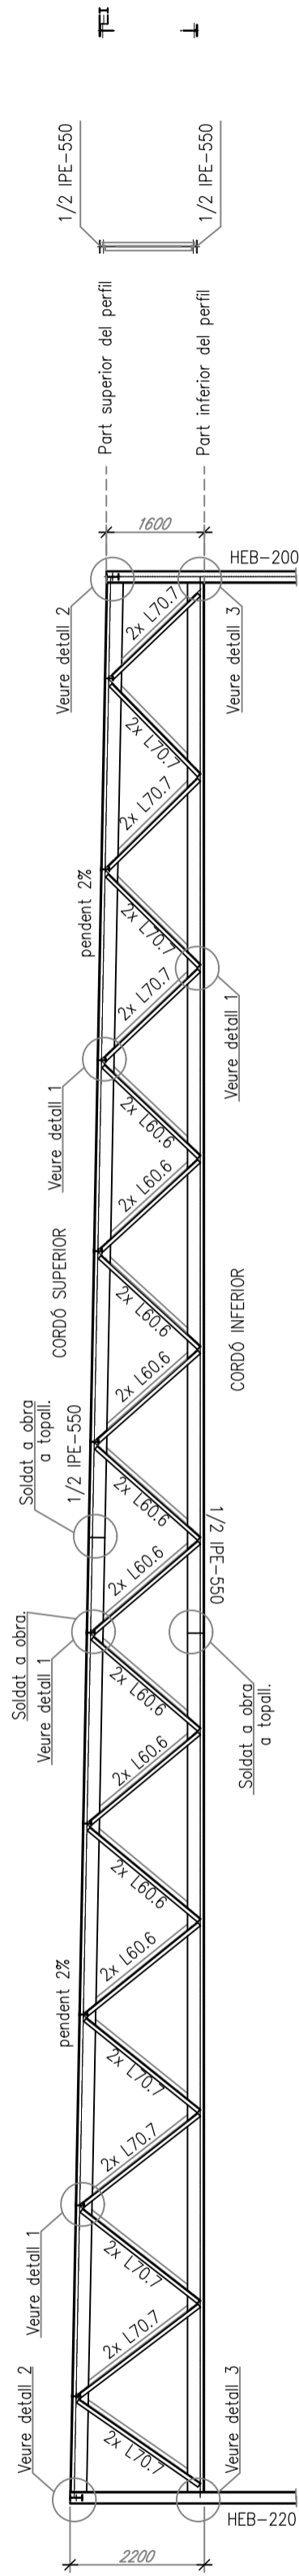 1/2 IPE-550
1/2 IPE-550
Part superior del perfil
Part inferior del perfil
1600
HEB-200
Veure detall 2
Veure detall 3
2x L70.7
2x L70.7
2x L70.7
pendent 2%
2x L70.7
2x L70.7
Veure detall 1
Veure detall 1
2x L60.6
2x L60.6
CORDÓ SUPERIOR
CORDÓ INFERIOR
2x L60.6
2x L60.6
Soldat a obra
a topall.
1/2 IPE-550
2x L60.6
1/2 IPE-550
2x L60.6
Soldat a obra.
Veure detall 1
2x L60.6
Soldat a obra
a topall.
2x L60.6
2x L60.6
2x L60.6
pendent 2%
2x L70.7
2x L70.7
Veure detall 1
2x L70.7
2x L70.7
2x L70.7
Veure detall 2
Veure detall 3
HEB-220
2200